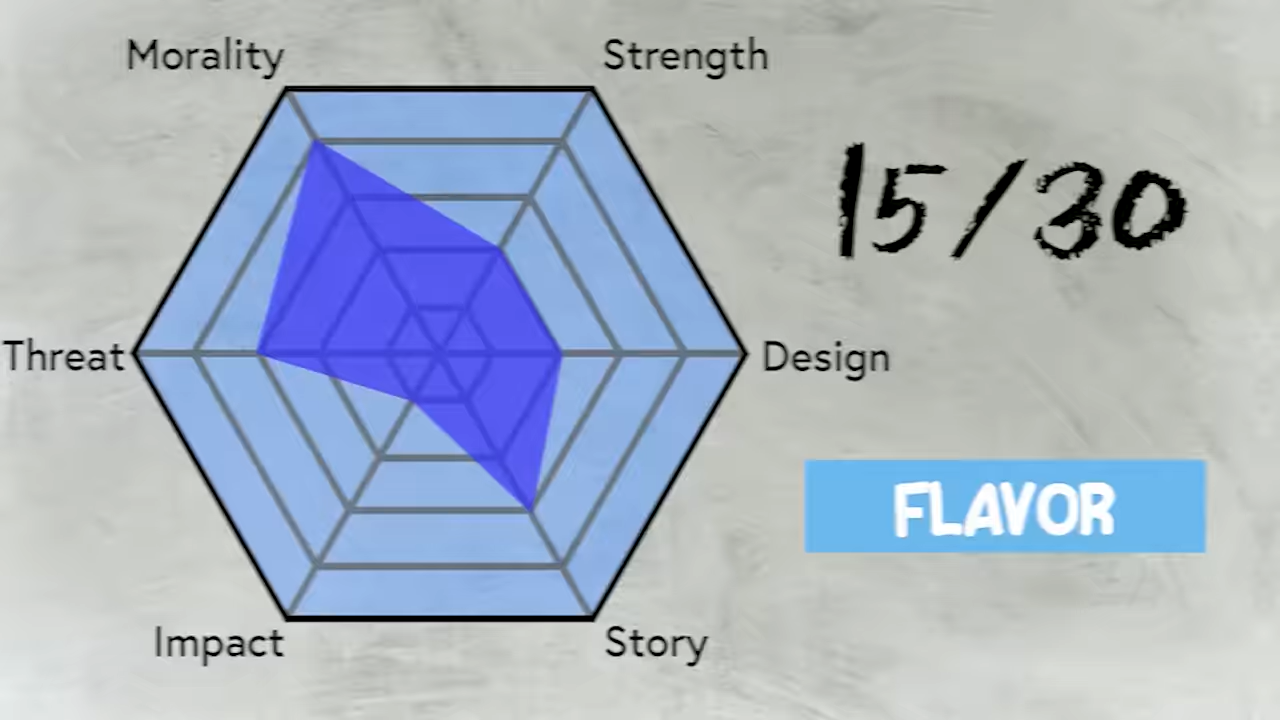 Morality
Strength
15/30
Threat
Design
FLAVOR
Impact
Story